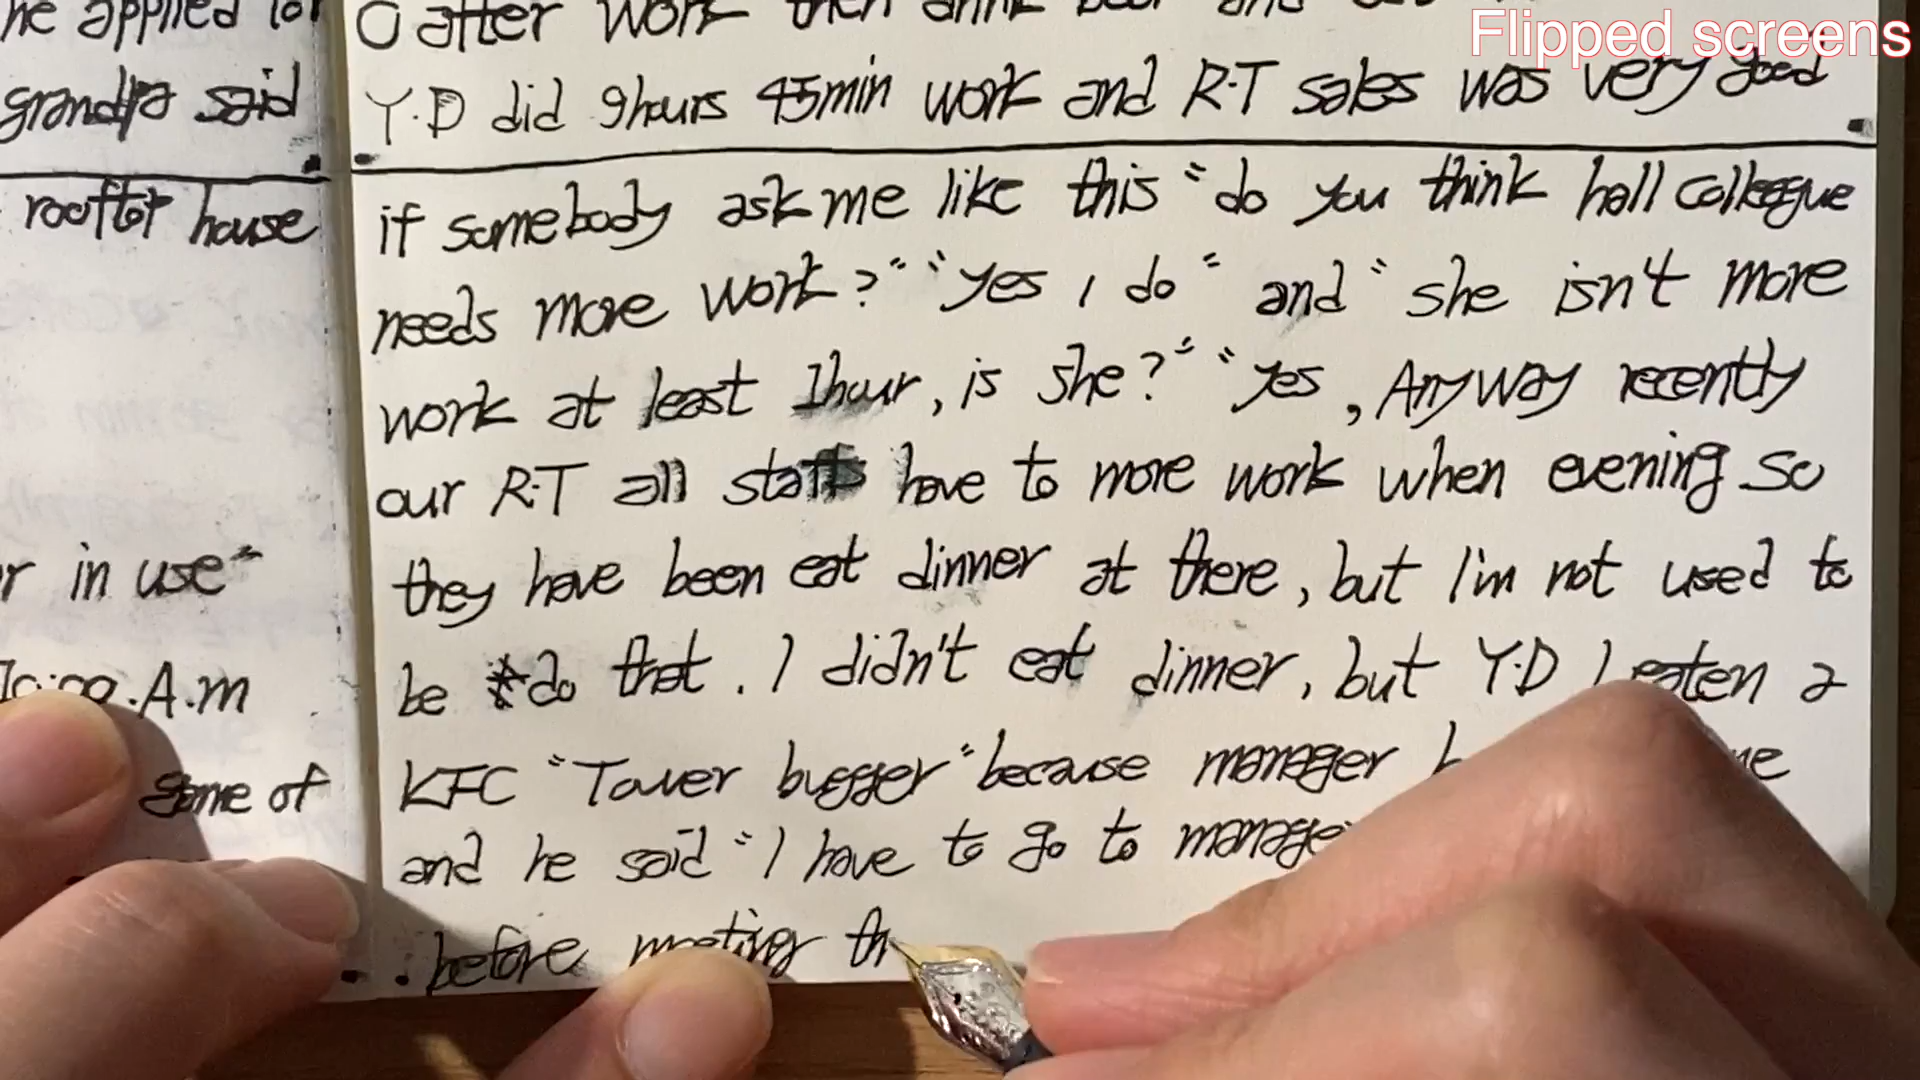 Flipped screens
he applied for
grandpa said
rooftop house
in use"
A.m
some of
after work then drink beer and
Y.D did 9hours 45min work and R.T sales was very good
if somebody ask me like this "do you think hall colleague
needs more work?" "yes I do" and "she isn't more
work at least 1hour, is she?" "yes, Anyway recently
our R.T all staffs have to more work when evening so
they have been eat dinner at there, but I'm not used to
be do that. I didn't eat dinner, but Y.D I eaten a
KFC "Tower bugger" because manager
and he said "I have to go to
before meeting